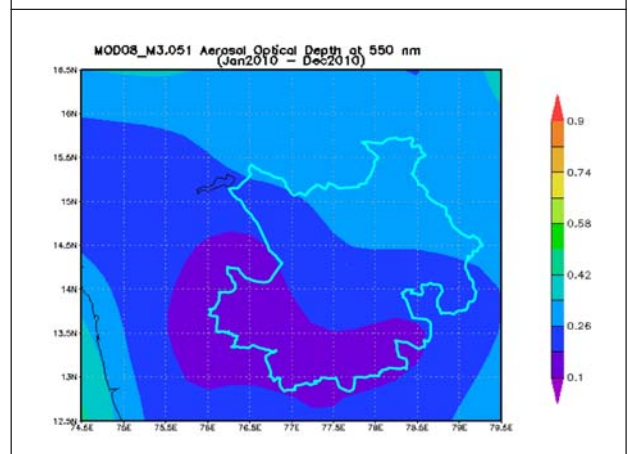 MOD08_M3.051 Aerosol Optical Depth at 550 nm
(Jan2010 - Dec2010)
16.5N
16N
15.5N
15N
14.5N
14N
13.5N
13N
12.5N
74.5E 75E 75.5E 76E 76.5E 77E 77.5E 78E 78.5E 79E 79.5E
0.9
0.74
0.58
0.42
0.26
0.1